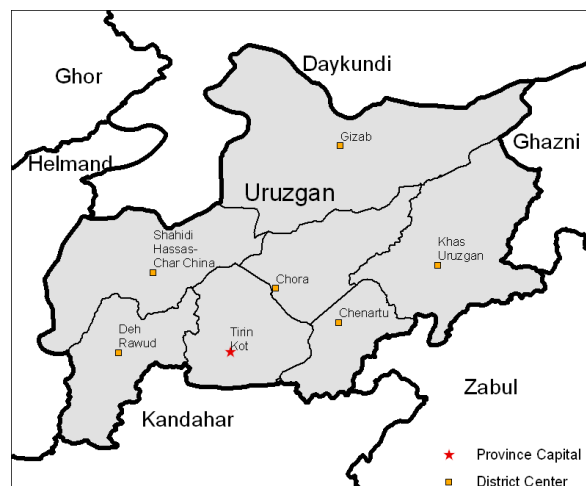 Daykundi
Ghor
Gizab
Ghazni
Helmand
Uruzgan
Shahidi
Hassas-
Char China
Khas
Uruzgan
Chora
Chenartu
Deh
Rawud
Tirin
Kot
Zabul
Kandahar
Province Capital
District Center